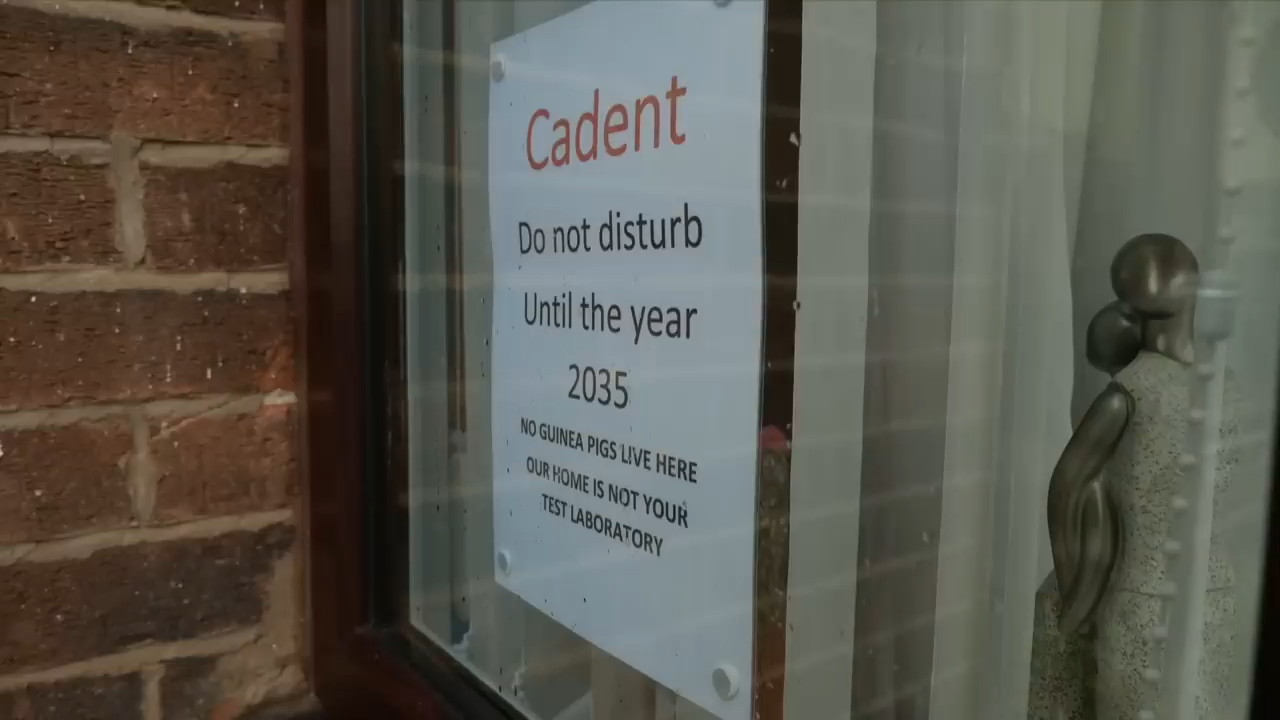 Cadent
Do not disturb
Until the year
2035
NO GUINEA PIGS LIVE HERE
OUR HOME IS NOT YOUR
TEST LABORATORY